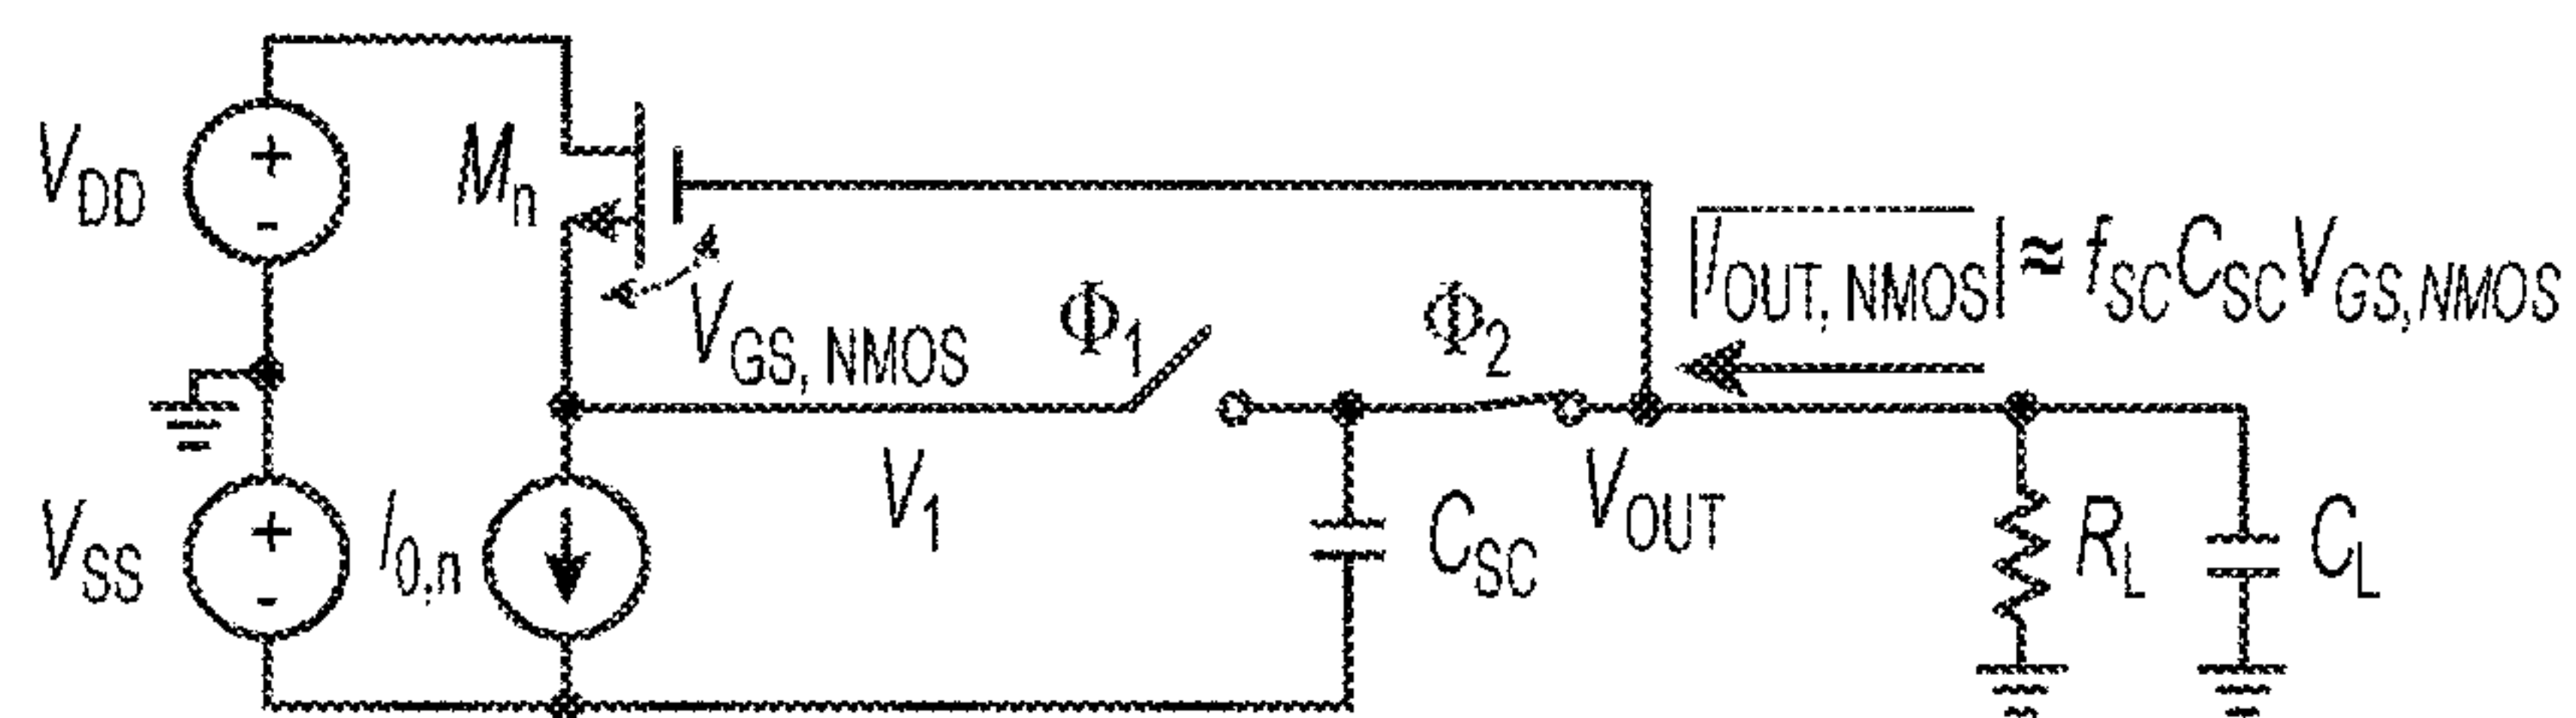 V_DD
+
-
M_n
V_GS, NMOS
Φ_1
Φ_2
|I_OUT, NMOS| ≈ f_SC C_SC V_GS,NMOS
V_SS
+
-
I_0,n
V_1
C_SC
V_OUT
R_L
C_L